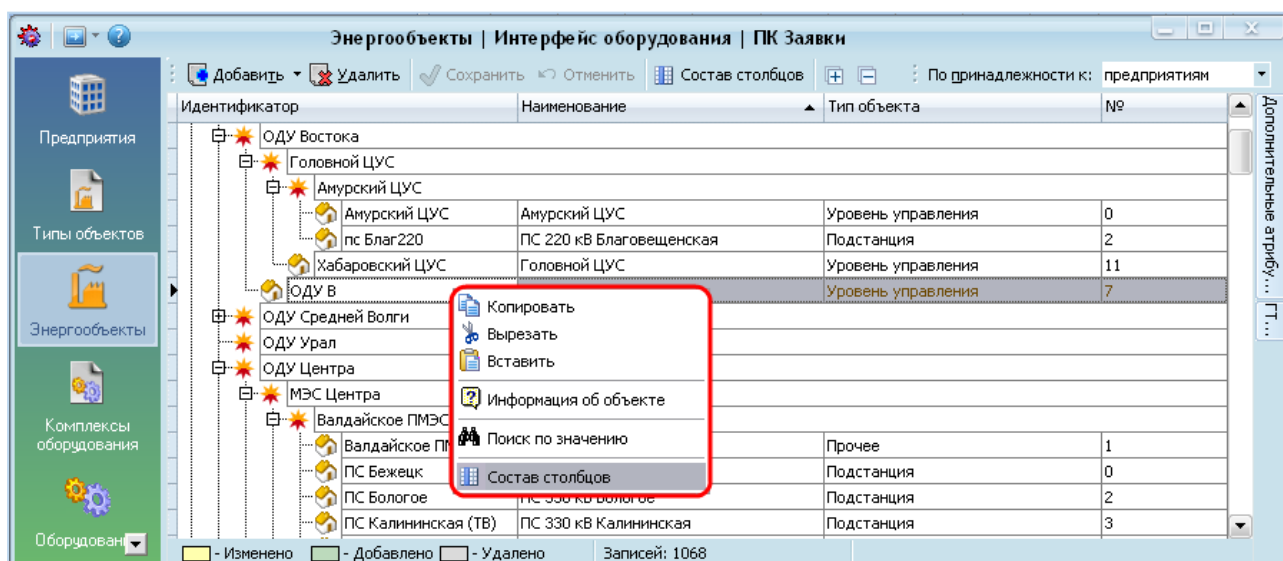 Энергообъекты | Интерфейс оборудования | ПК Заявки
Добавить Удалить Сохранить Отменить Состав столбцов По принадлежности к: предприятиям
Идентификатор Наименование Тип объекта №
ОДУ Востока
Головной ЦУС
Амурский ЦУС
Амурский ЦУС Амурский ЦУС Уровень управления 0
пс Благ220 ПС 220 кВ Благовещенская Подстанция 2
Хабаровский ЦУС Головной ЦУС Уровень управления 11
ОДУ В Уровень управления 7
ОДУ Средней Волги
ОДУ Урал
ОДУ Центра
МЭС Центра
Валдайское ПМЭС
Валдайское Прочее 1
ПС Бежецк Подстанция 0
ПС Бологое ПС 330 кВ Бологое Подстанция 2
ПС Калининская (ТВ) ПС 330 кВ Калининская Подстанция 3
Копировать
Вырезать
Вставить
Информация об объекте
Поиск по значению
Состав столбцов
Предприятия
Типы объектов
Энергообъекты
Комплексы
оборудования
Оборудован
Дополнительные атрибу...
ГТ...
- Изменено - Добавлено - Удалено Записей: 1068